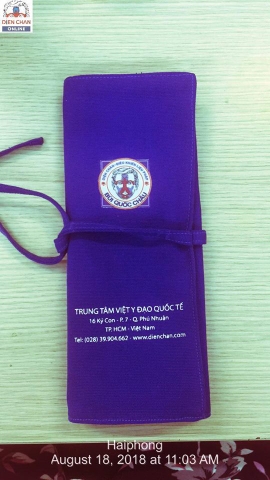 DIEN CHAN
ONLINE
BÙI QUỐC CHÂU
TRUNG TÂM VIỆT Y ĐẠO QUỐC TẾ
16 Ký Con - P. 7 - Q. Phú Nhuận
TP. HCM - Việt Nam
Tel: (028) 39.904.662 - www.dienchan.com
Haiphong
August 18, 2018 at 11:03 AM